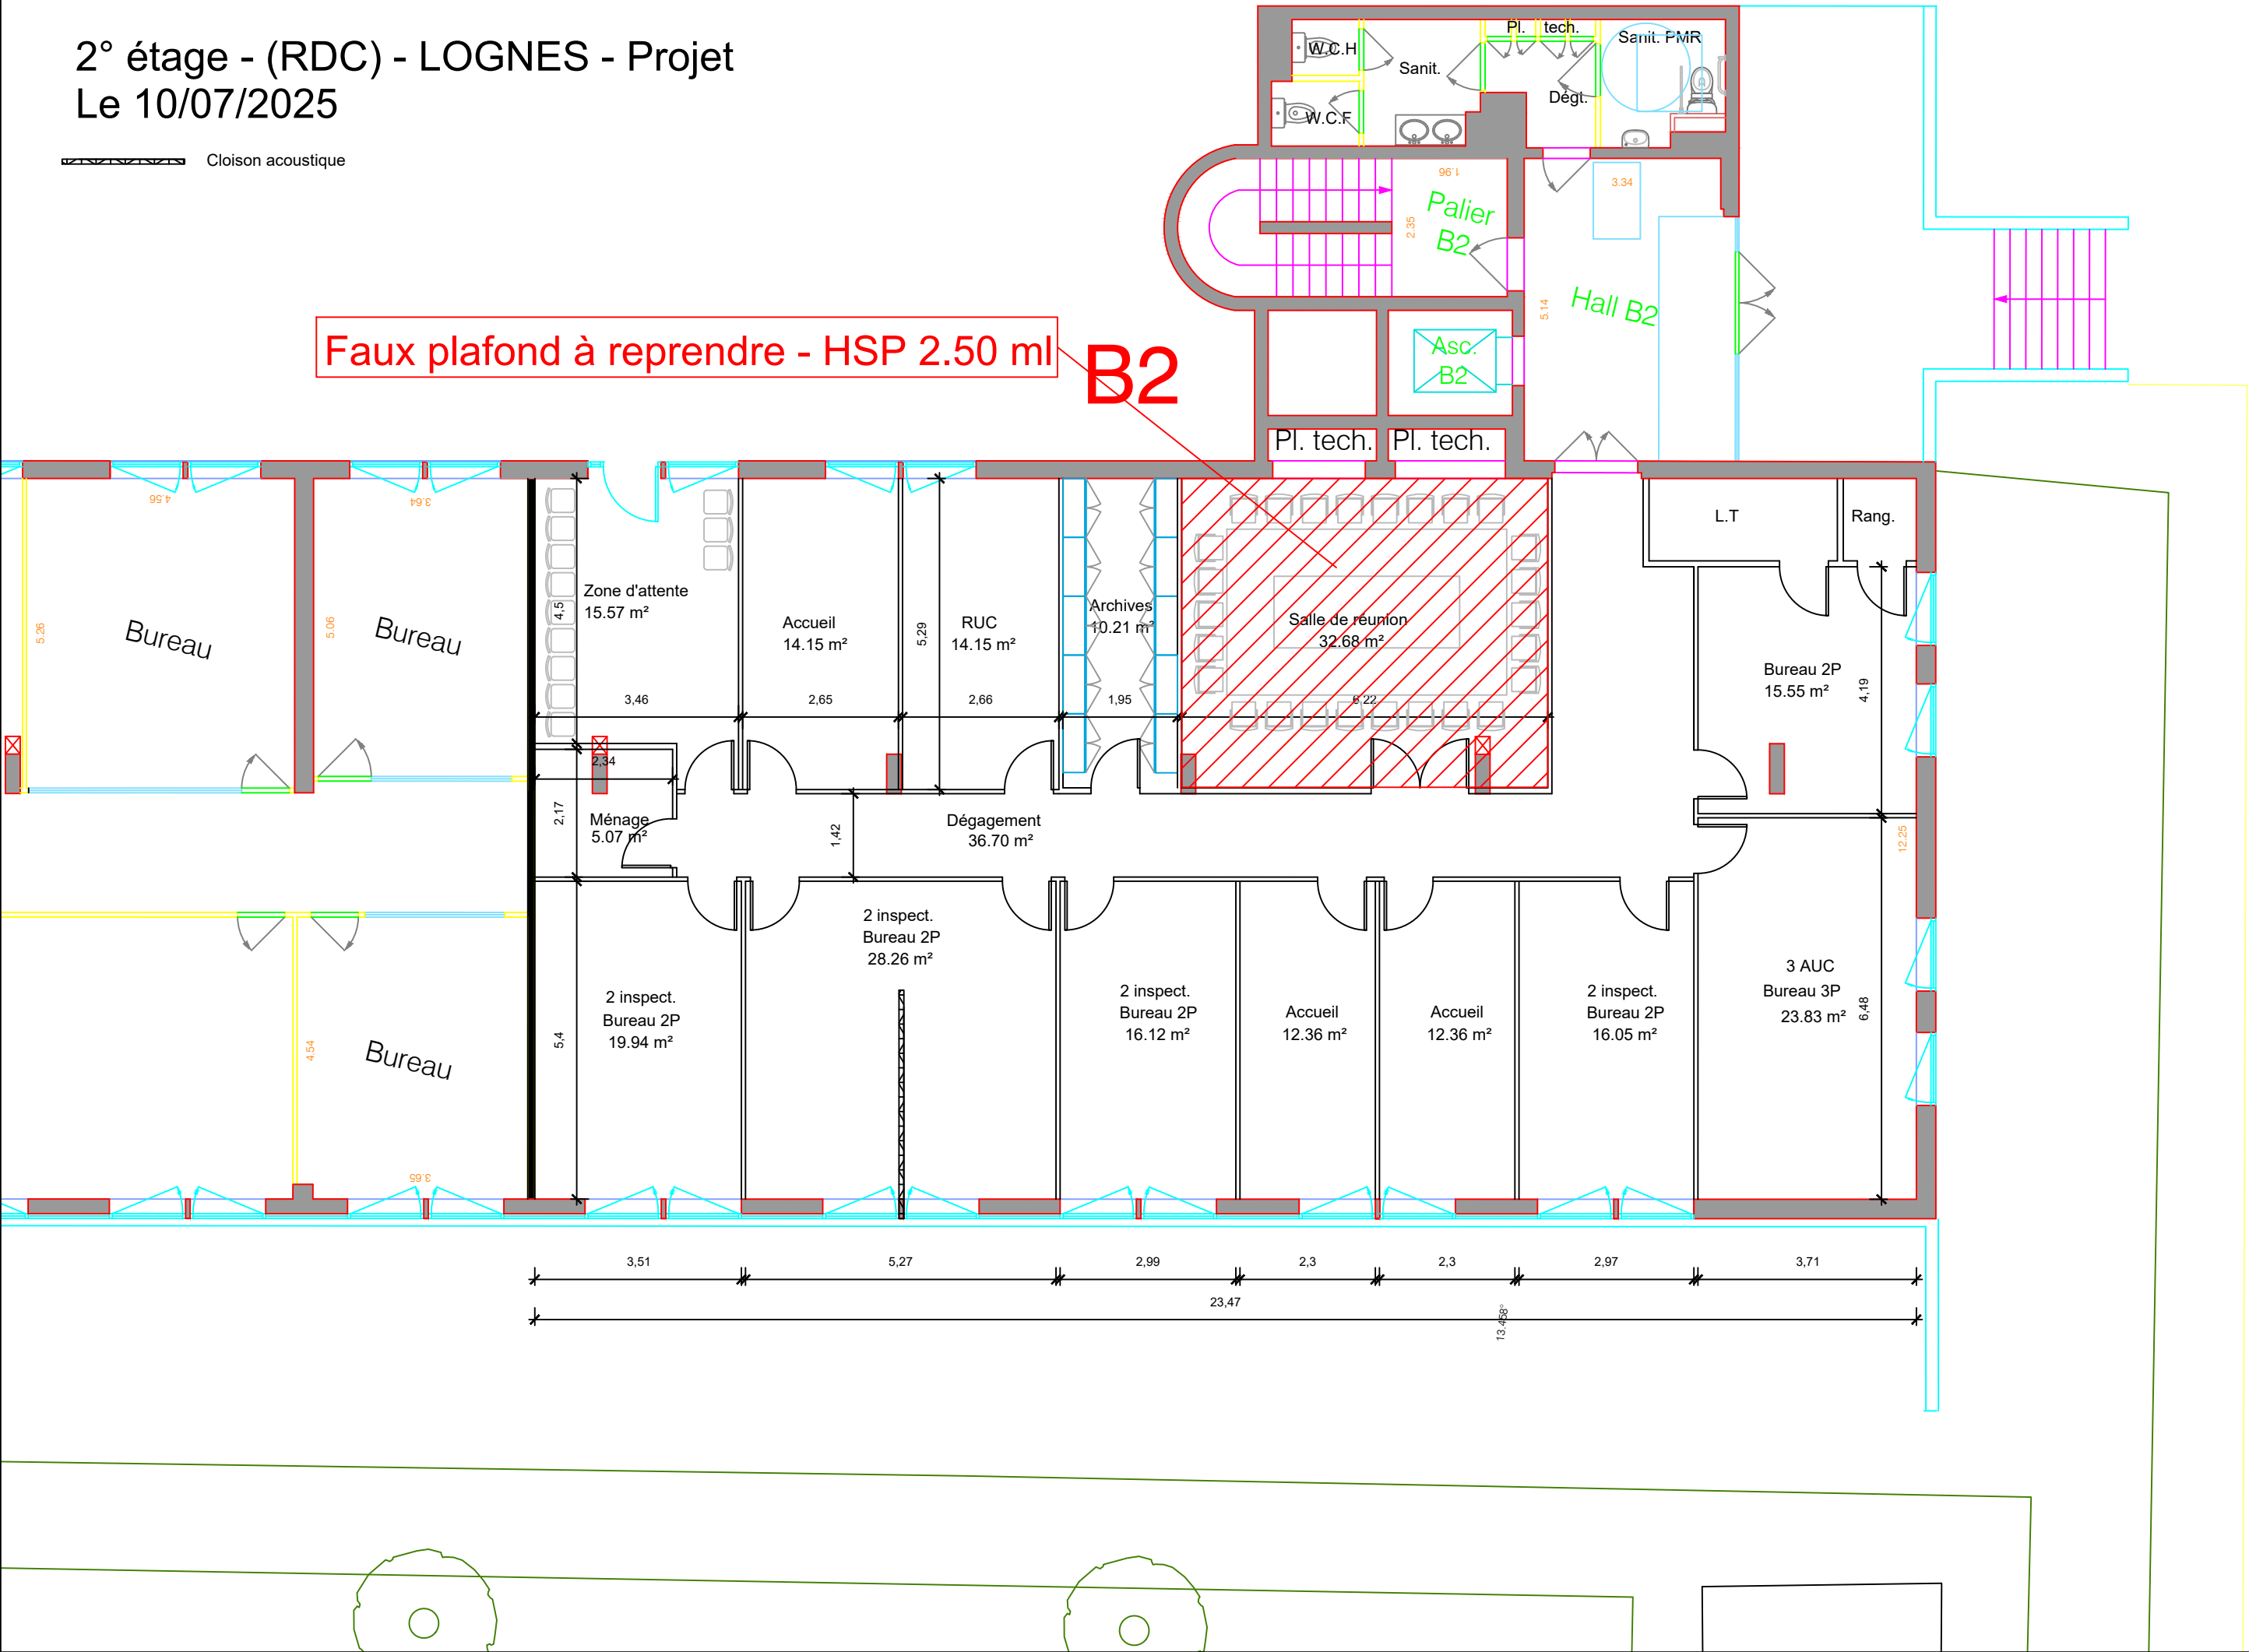 2° étage - (RDC) - LOGNES - Projet
Le 10/07/2025
Cloison acoustique
W.C.H
Sanit.
Pl. tech.
Sanit. PMR
Dégt.
W.C.F
1.96
3.34
2.35
Palier
B2
5.14
Hall B2
Faux plafond à reprendre - HSP 2.50 ml
B2
Asc.
B2
Pl. tech.
Pl. tech.
4.56
3.64
L.T
Rang.
5.26
Bureau
5.06
Bureau
4,5
Zone d'attente
15.57 m²
Accueil
14.15 m²
5,29
RUC
14.15 m²
Archives
10.21 m²
Salle de réunion
32.68 m²
Bureau 2P
15.55 m²
4,19
3,46
2,65
2,66
1,95
6,22
2,34
2,17
Ménage
5.07 m²
1,42
Dégagement
36.70 m²
12.25
2 inspect.
Bureau 2P
28.26 m²
5,4
2 inspect.
Bureau 2P
19.94 m²
2 inspect.
Bureau 2P
16.12 m²
Accueil
12.36 m²
Accueil
12.36 m²
2 inspect.
Bureau 2P
16.05 m²
3 AUC
Bureau 3P
23.83 m²
6,48
4.54
Bureau
3.65
3,51
5,27
2,99
2,3
2,3
2,97
3,71
23,47
13.458°